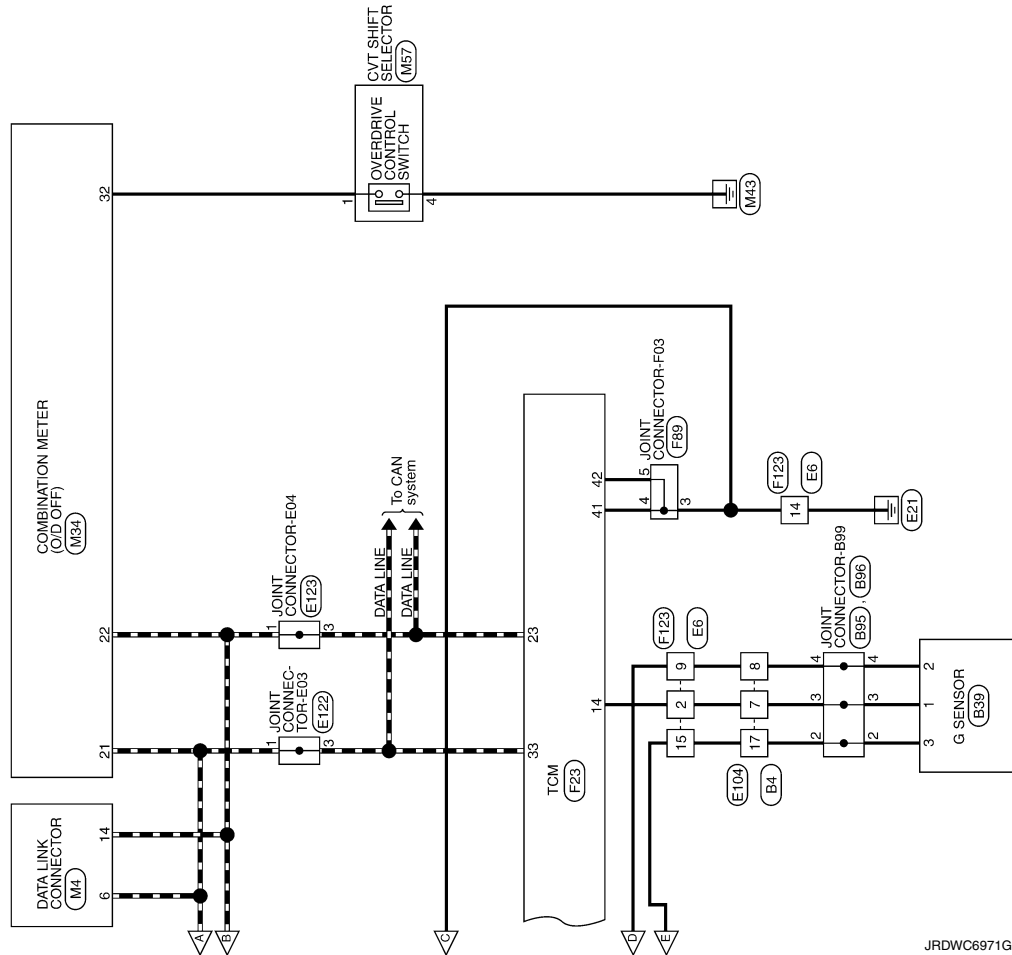 COMBINATION METER
(O/D OFF)
M34
32
22
21
DATA LINK
CONNECTOR
M4
14
6
CVT SHIFT
SELECTOR
M57
OVERDRIVE
CONTROL
SWITCH
1
4
M43
JOINT
CONNECTOR-E04
E123
1
3
JOINT
CONNEC-
TOR-E03
E122
1
3
To CAN
system
DATA LINE
DATA LINE
A
B
C
D
E
TCM
F23
23
33
14
41
42
JOINT
CONNECTOR-F03
F89
5
4
3
F123
E6
14
E21
F123
E6
9
2
15
8
7
17
E104
B4
JOINT
CONNECTOR-B99
B95 , B96
4
3
2
4
3
2
2
1
3
G SENSOR
B39
JRDWC6971G